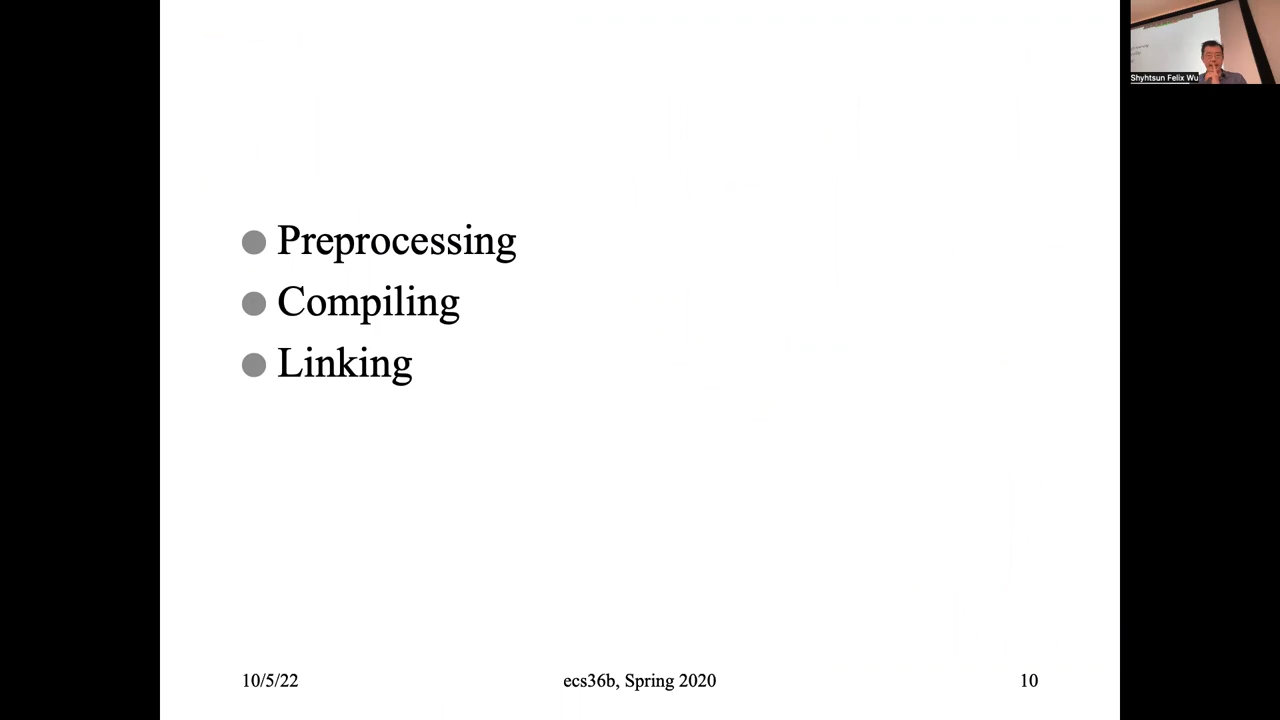 Preprocessing
Compiling
Linking
10/5/22
ecs36b, Spring 2020
10
Shyhtsun Felix Wu